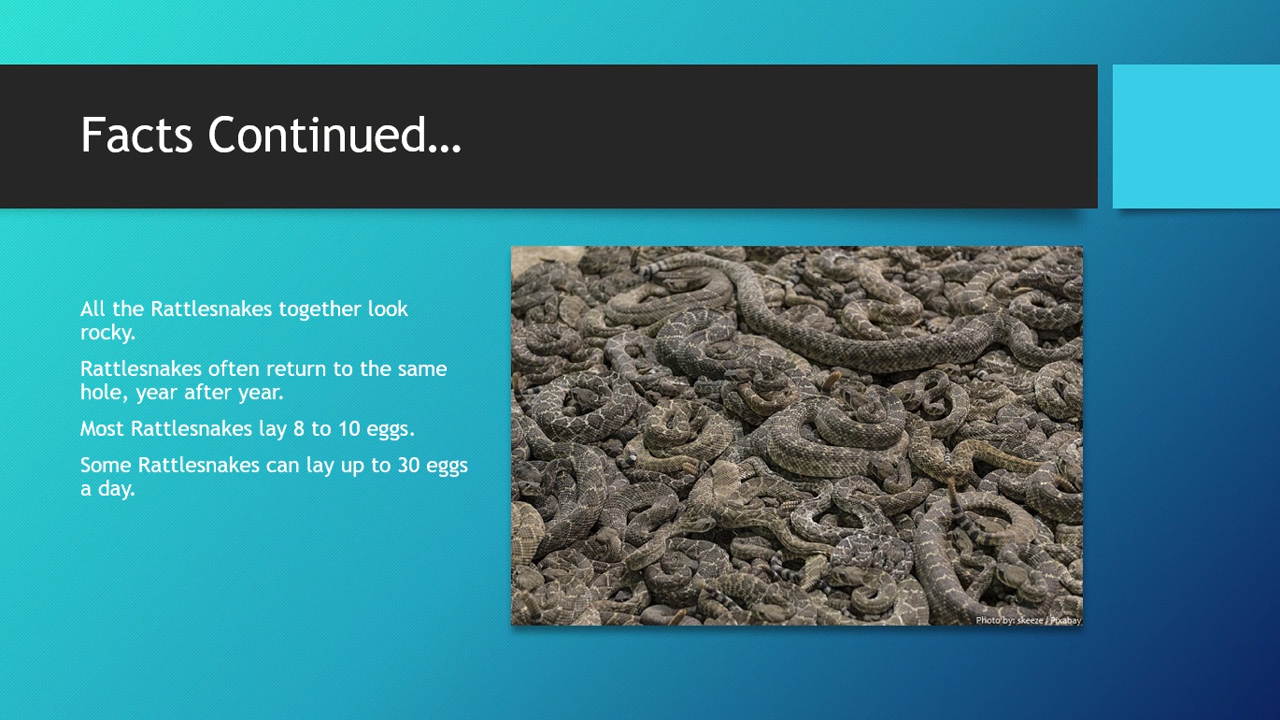 Facts Continued…
All the Rattlesnakes together look
rocky.
Rattlesnakes often return to the same
hole, year after year.
Most Rattlesnakes lay 8 to 10 eggs.
Some Rattlesnakes can lay up to 30 eggs
a day.
Photo by: skeeze / Pixabay